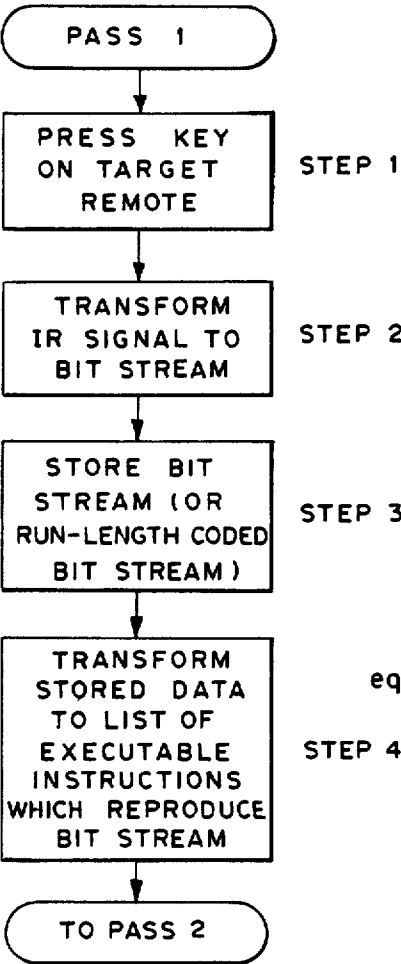 PASS 1
PRESS KEY
ON TARGET
REMOTE
STEP 1
TRANSFORM
IR SIGNAL TO
BIT STREAM
STEP 2
STORE BIT
STREAM (OR
RUN-LENGTH CODED
BIT STREAM)
STEP 3
TRANSFORM
STORED DATA
TO LIST OF
EXECUTABLE
INSTRUCTIONS
WHICH REPRODUCE
BIT STREAM
eq
STEP 4
TO PASS 2